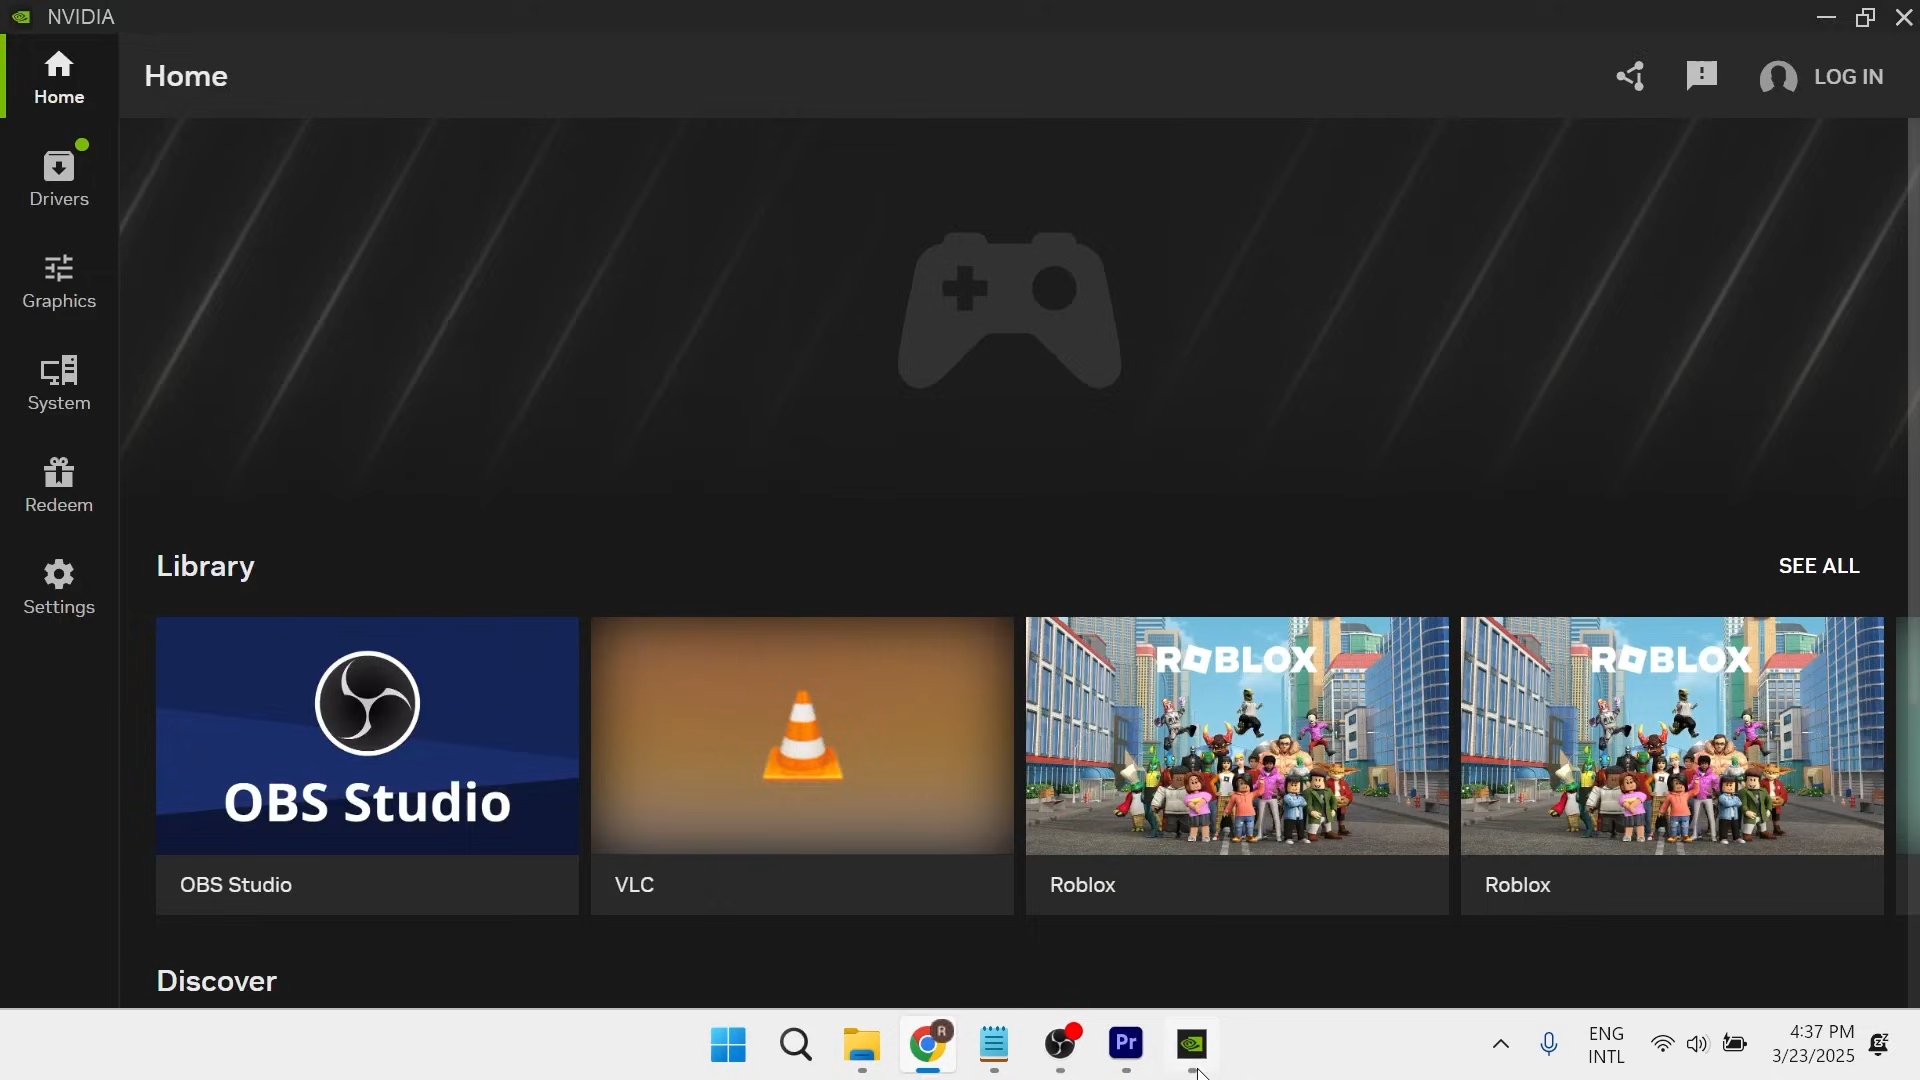 NVIDIA
Home
Home
LOG IN
Drivers
Graphics
System
Redeem
Settings
Library
SEE ALL
OBS Studio
ROBLOX
ROBLOX
OBS Studio
VLC
Roblox
Roblox
Discover
R
Pr
ENG
INTL
4:37 PM
3/23/2025